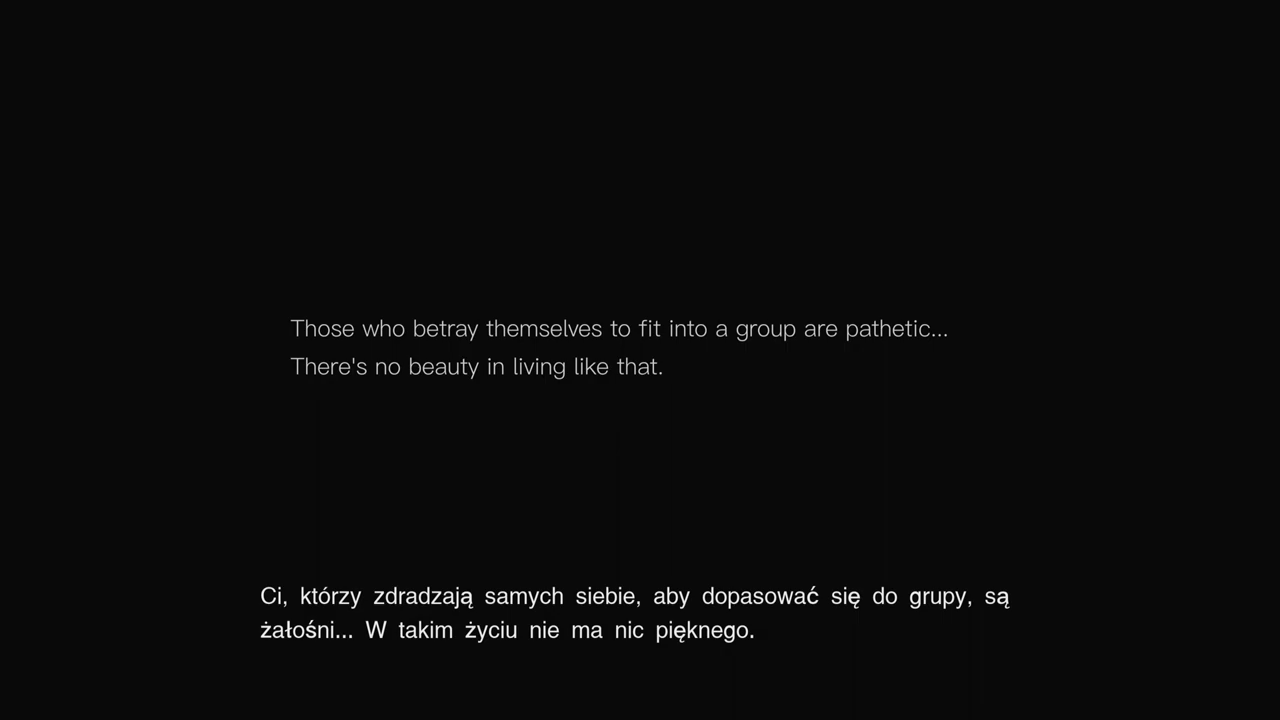 Those who betray themselves to fit into a group are pathetic...
There's no beauty in living like that.
Ci, którzy zdradzają samych siebie, aby dopasować się do grupy, są
żałośni... W takim życiu nie ma nic pięknego.